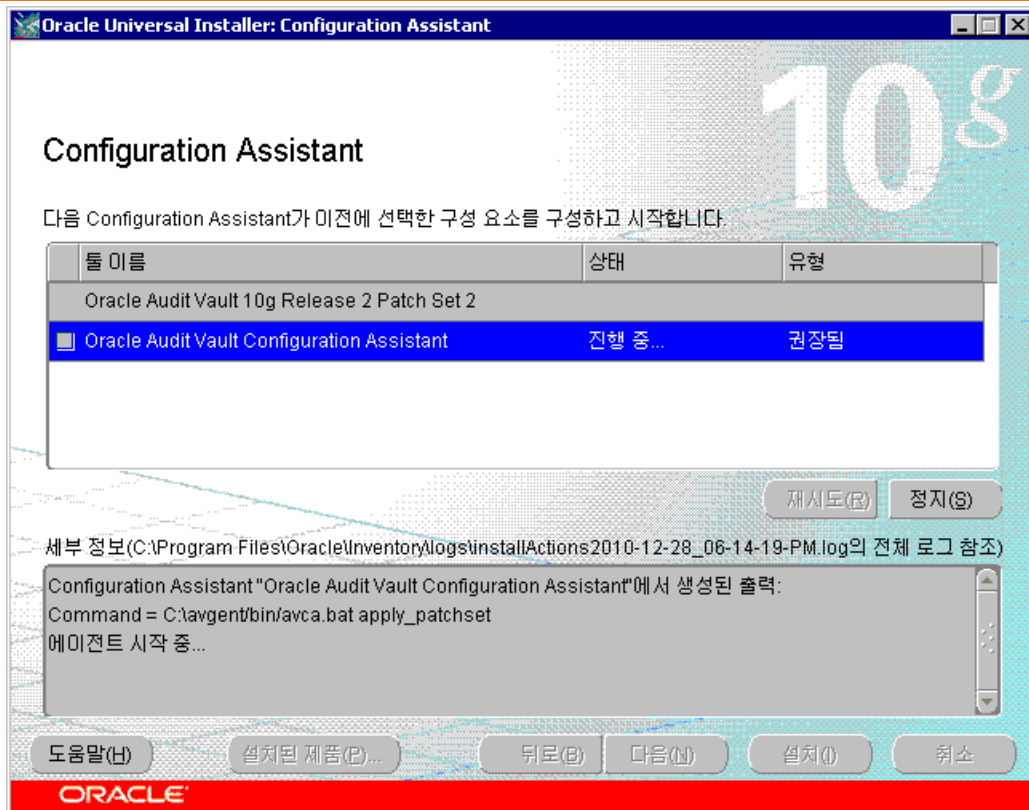 Oracle Universal Installer: Configuration Assistant
10g
Configuration Assistant
다음 Configuration Assistant가 이전에 선택한 구성 요소를 구성하고 시작합니다.
툴 이름 상태 유형
Oracle Audit Vault 10g Release 2 Patch Set 2
Oracle Audit Vault Configuration Assistant 진행 중... 권장됨
재시도(R) 정지(S)
세부 정보(C:\Program Files\Oracle\Inventory\logs\installActions2010-12-28_06-14-19-PM.log의 전체 로그 참조)
Configuration Assistant "Oracle Audit Vault Configuration Assistant"에서 생성된 출력:
Command = C:\avgent/bin/avca.bat apply_patchset
에이전트 시작 중...
도움말(H) 설치된 제품(P)... 뒤로(B) 다음(N) 설치(I) 취소
ORACLE